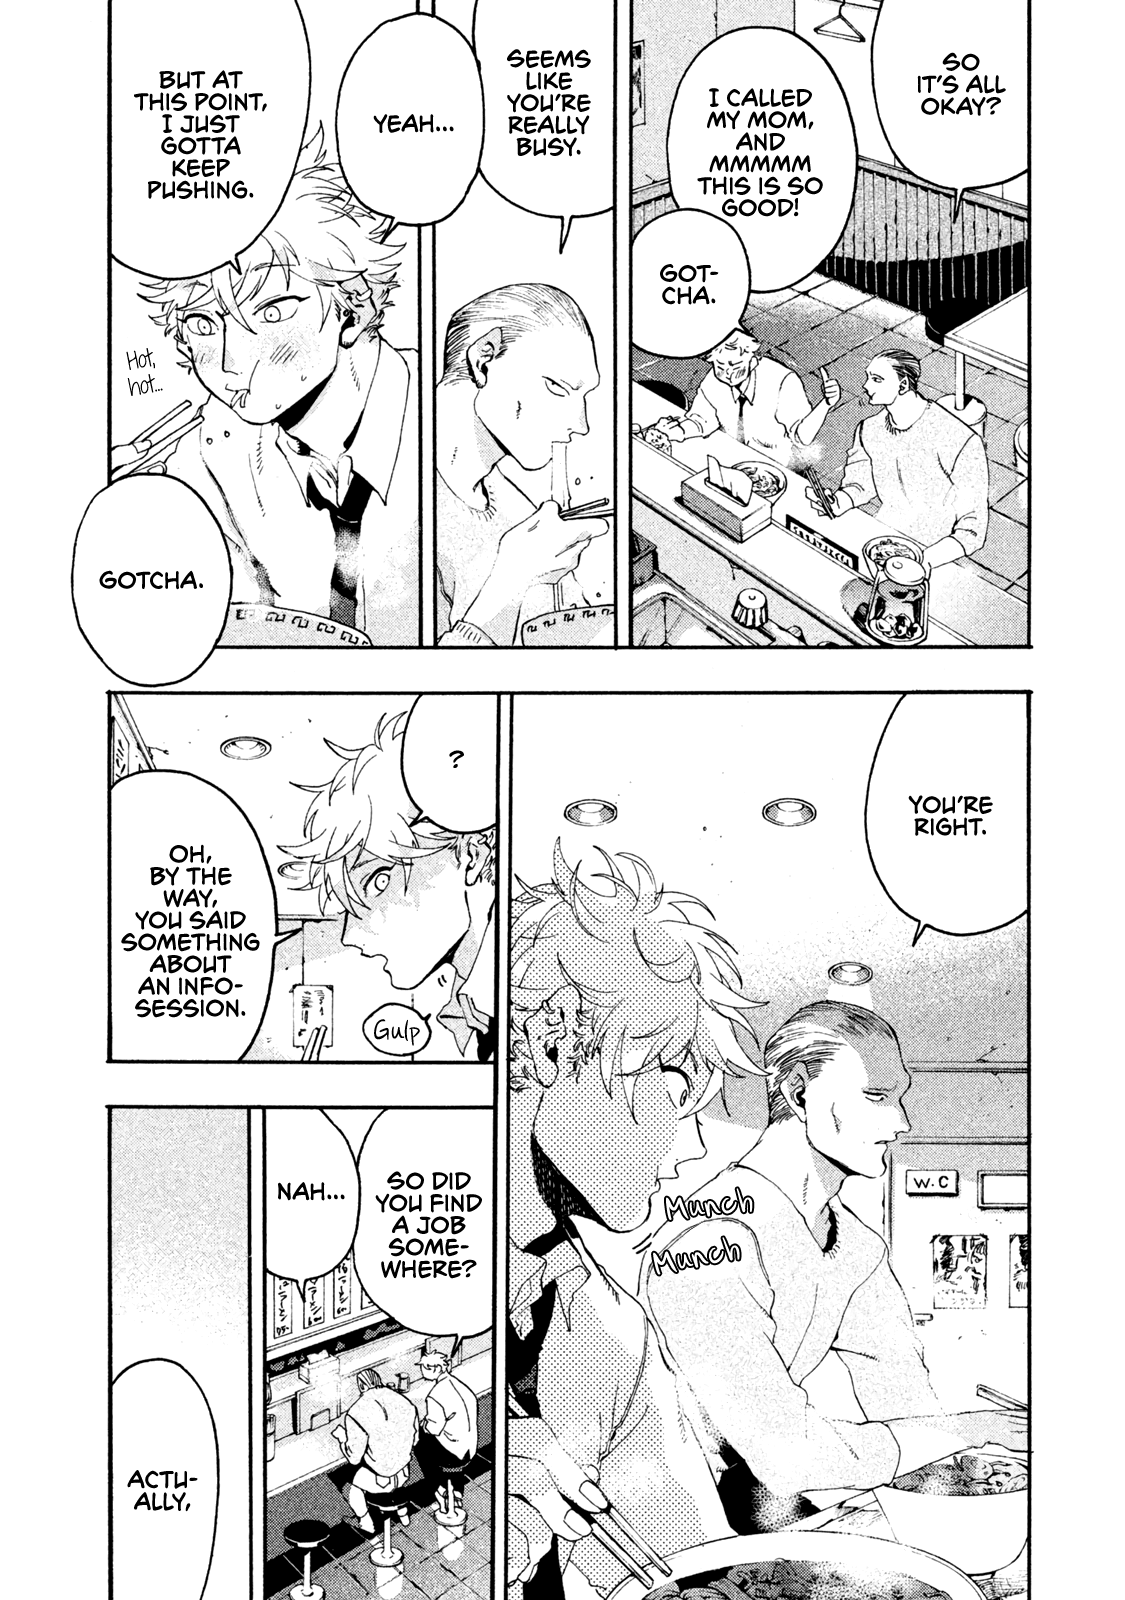 SO
IT'S ALL
OKAY?
I CALLED
MY MOM,
AND
MMMMM
THIS IS SO
GOOD!
GOT-
CHA.
SEEMS
LIKE
YOU'RE
REALLY
BUSY.
YEAH...
BUT AT
THIS POINT,
I JUST
GOTTA
KEEP
PUSHING.
Hot,
hot...
GOTCHA.
YOU'RE
RIGHT.
Munch
Munch
W.C
?
OH,
BY THE
WAY,
YOU SAID
SOMETHING
ABOUT
AN INFO-
SESSION.
Gulp
SO DID
YOU FIND
A JOB
SOME-
WHERE?
NAH...
ACTU-
ALLY,